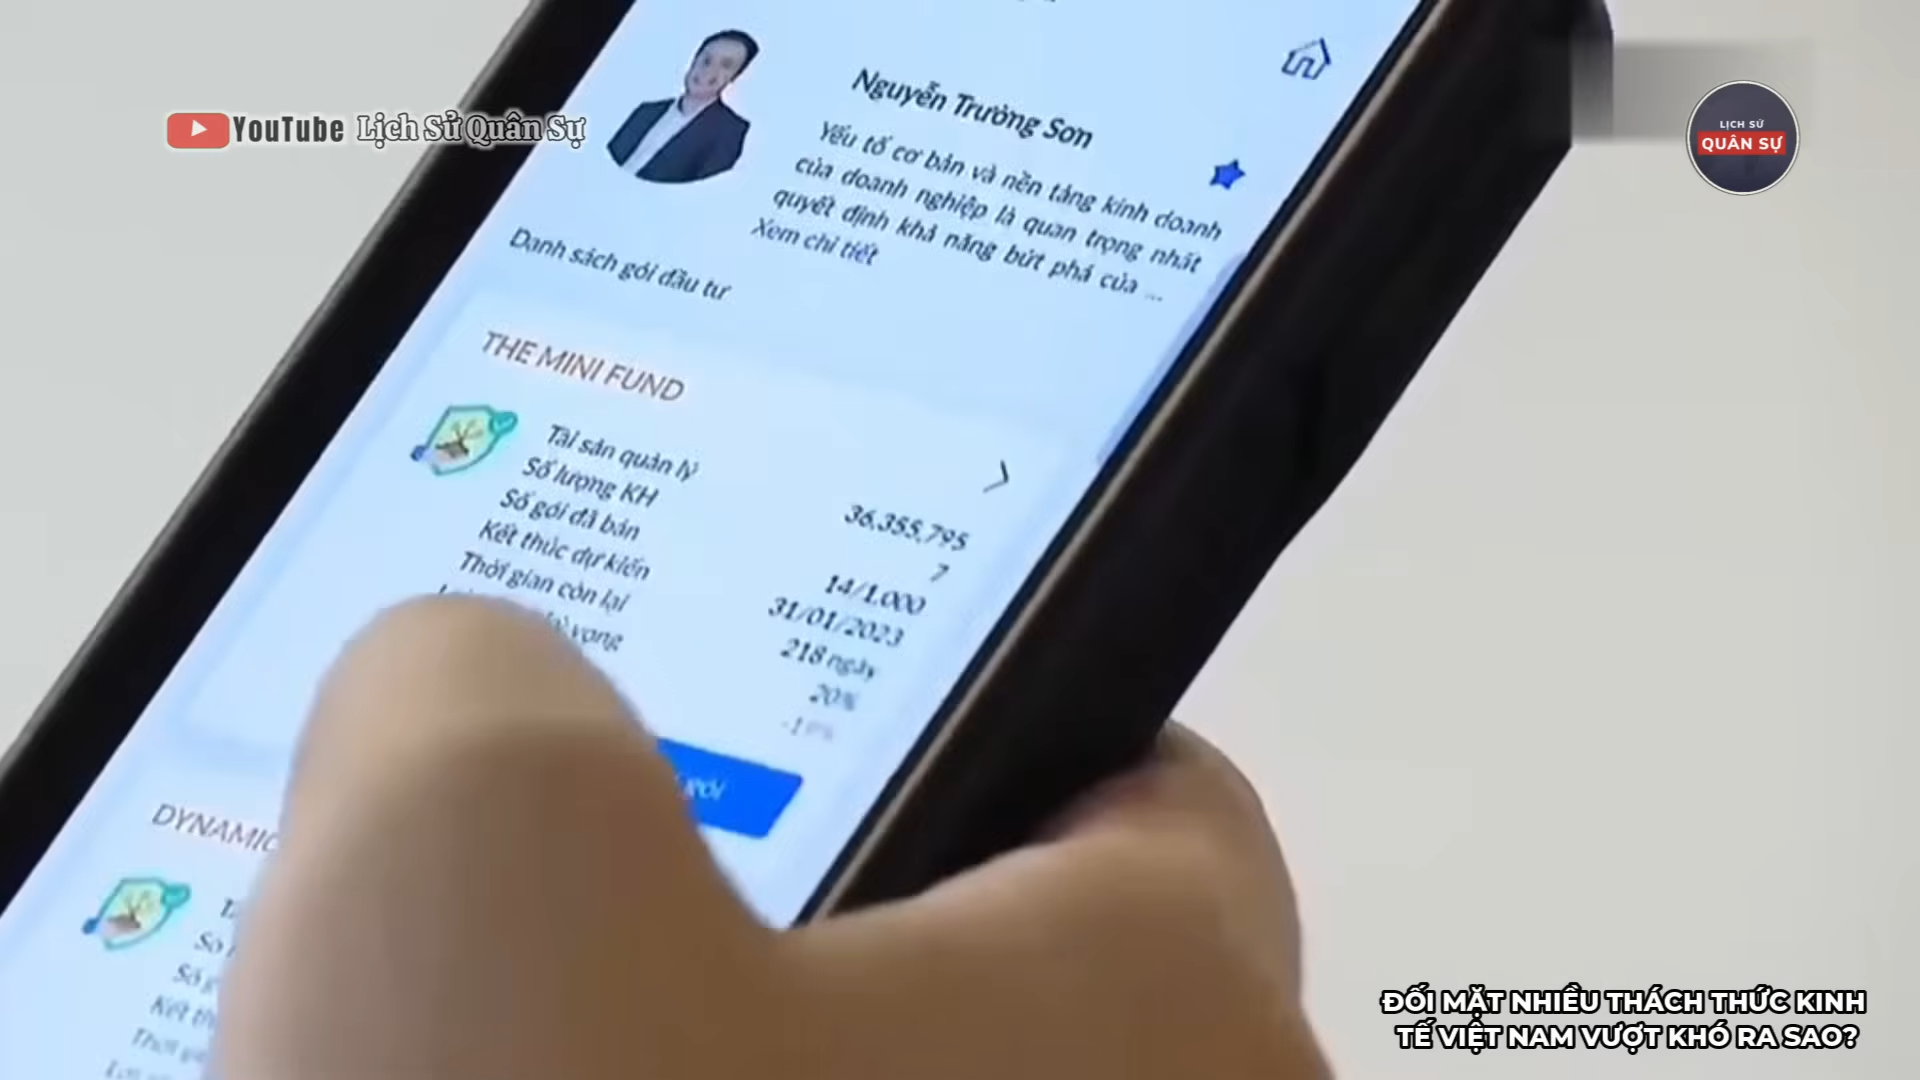 YouTube Lịch Sử Quân Sự
LỊCH SỬ
QUÂN SỰ
Nguyễn Trường Sơn
Yếu tố cơ bản và nền tảng kinh doanh
của doanh nghiệp là quan trọng nhất
quyết định khả năng bứt phá của ...
Xem chi tiết
Danh sách gói đầu tư
THE MINI FUND
Tài sản quản lý 36,355,795
Số lượng KH 7
Số gói đã bán 14/1.000
Kết thúc dự kiến 31/01/2023
Thời gian còn lại 218 ngày
vọng 20%
gói
DYNAMIC
ĐỐI MẶT NHIỀU THÁCH THỨC KINH
TẾ VIỆT NAM VƯỢT KHÓ RA SAO?